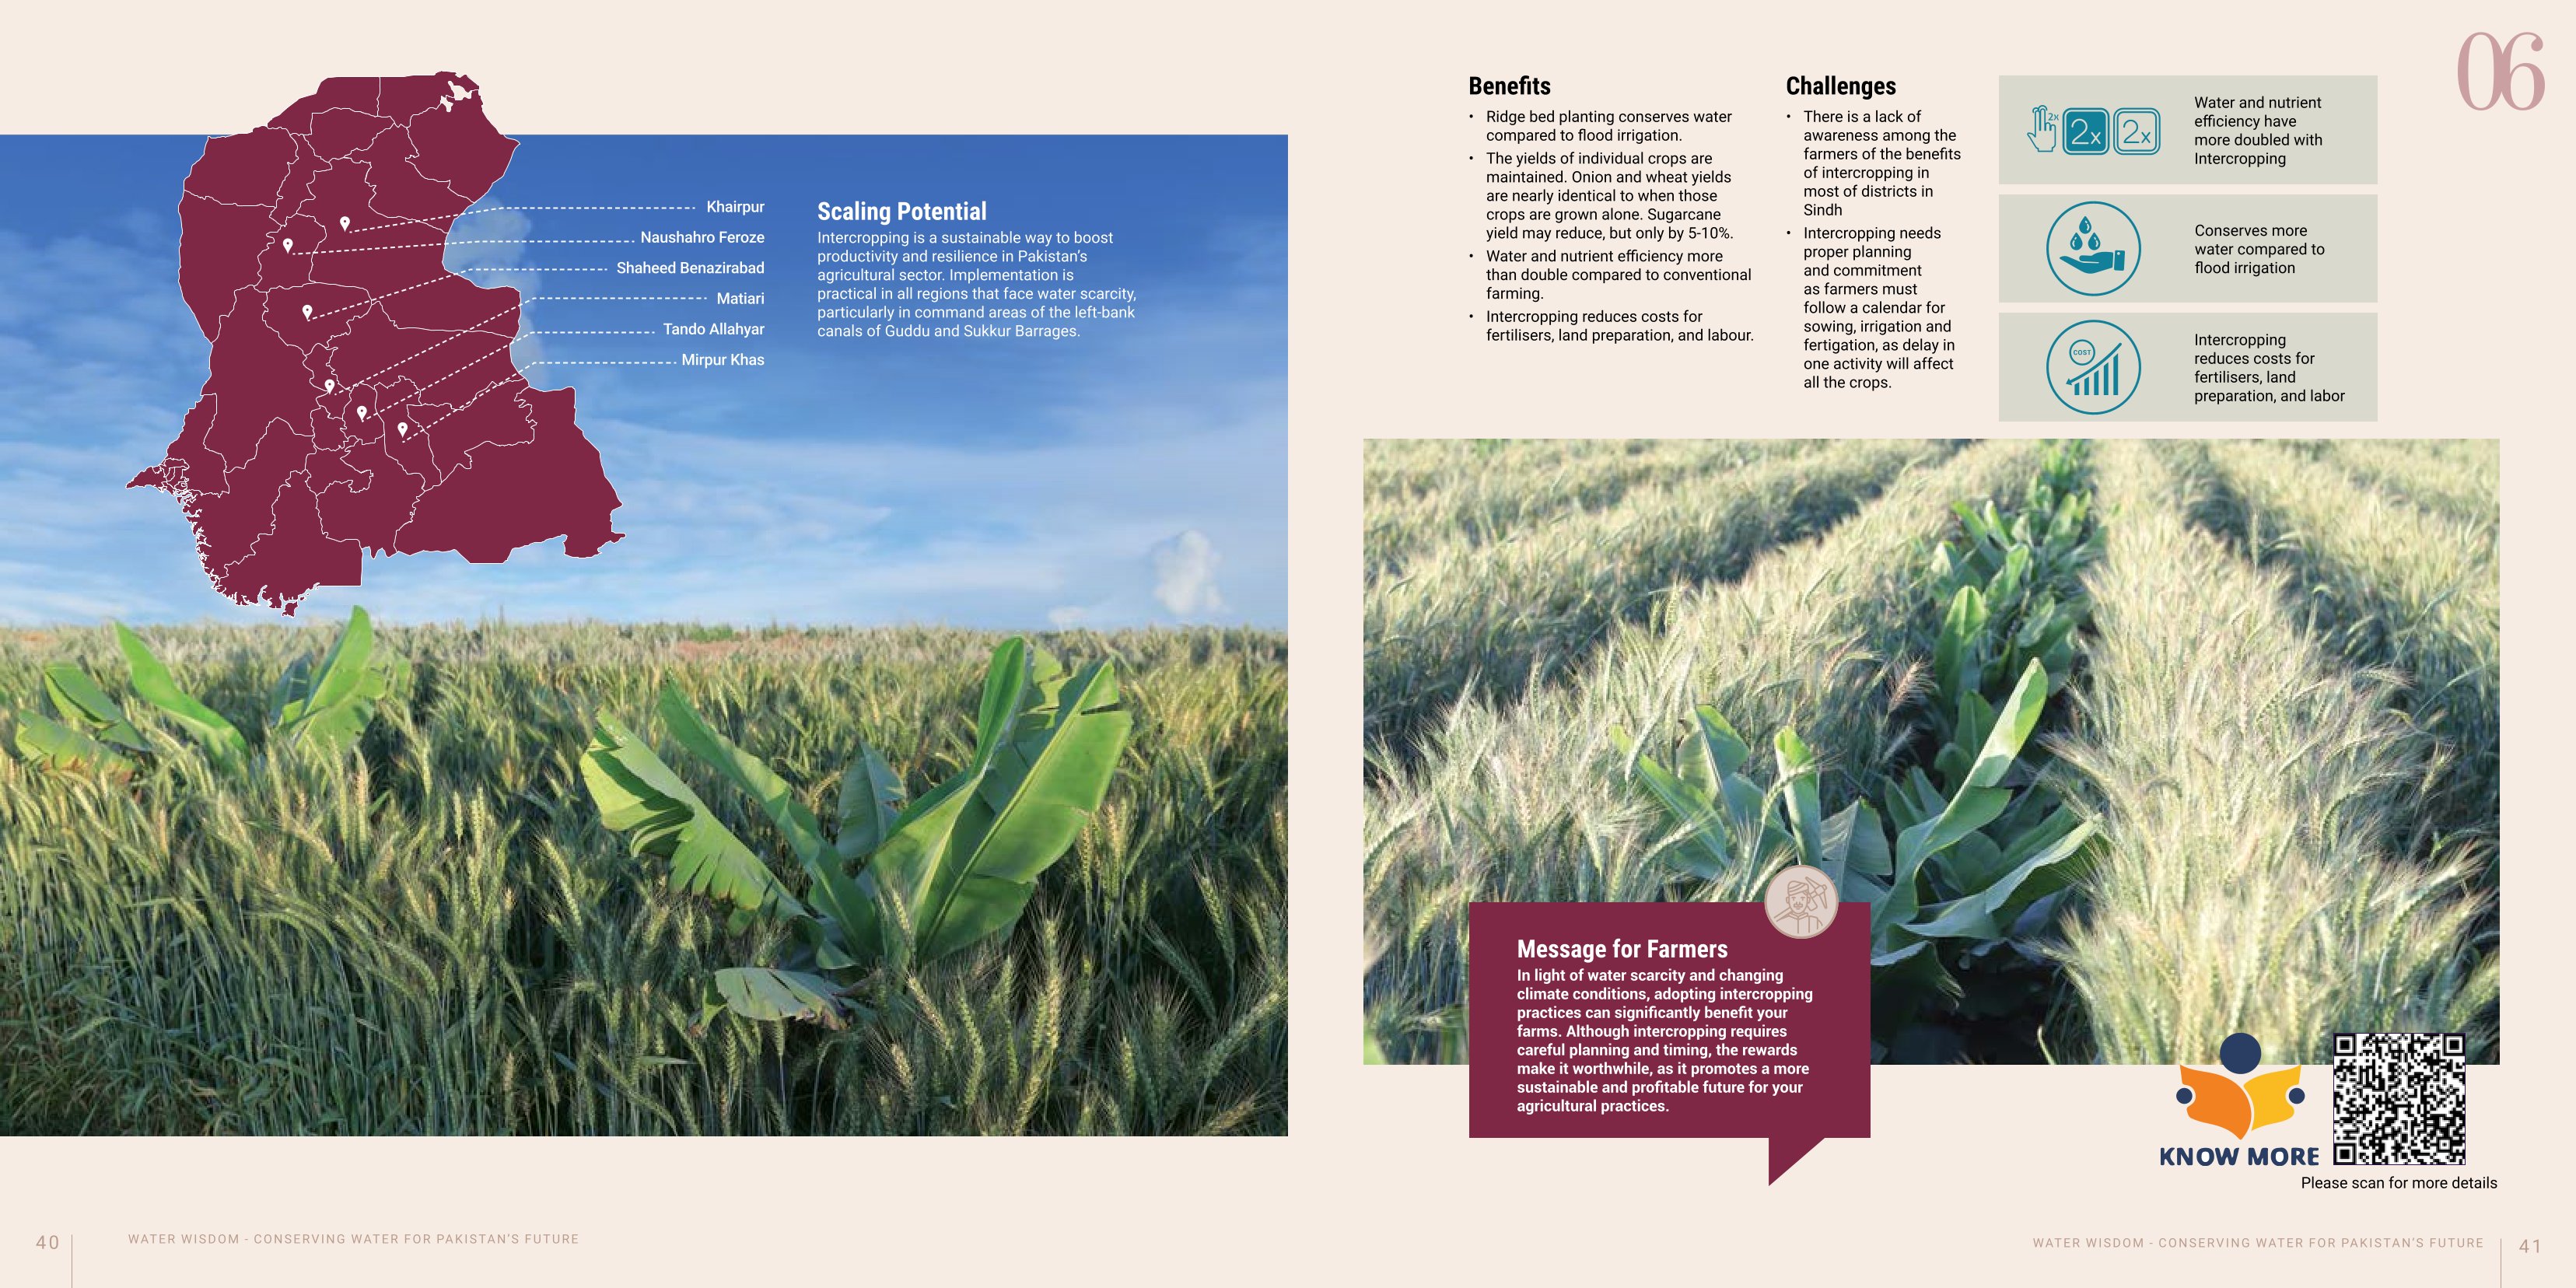 Khairpur
Naushahro Feroze
Shaheed Benazirabad
Matiari
Tando Allahyar
Mirpur Khas
Scaling Potential
Intercropping is a sustainable way to boost
productivity and resilience in Pakistan's
agricultural sector. Implementation is
practical in all regions that face water scarcity,
particularly in command areas of the left-bank
canals of Guddu and Sukkur Barrages.
40
WATER WISDOM - CONSERVING WATER FOR PAKISTAN'S FUTURE
06
Benefits
• Ridge bed planting conserves water
compared to flood irrigation.
• The yields of individual crops are
maintained. Onion and wheat yields
are nearly identical to when those
crops are grown alone. Sugarcane
yield may reduce, but only by 5-10%.
• Water and nutrient efficiency more
than double compared to conventional
farming.
• Intercropping reduces costs for
fertilisers, land preparation, and labour.
Challenges
• There is a lack of
awareness among the
farmers of the benefits
of intercropping in
most of districts in
Sindh
• Intercropping needs
proper planning
and commitment
as farmers must
follow a calendar for
sowing, irrigation and
fertigation, as delay in
one activity will affect
all the crops.
2x
2x
2x
Water and nutrient
efficiency have
more doubled with
Intercropping
Conserves more
water compared to
flood irrigation
COST
Intercropping
reduces costs for
fertilisers, land
preparation, and labor
Message for Farmers
In light of water scarcity and changing
climate conditions, adopting intercropping
practices can significantly benefit your
farms. Although intercropping requires
careful planning and timing, the rewards
make it worthwhile, as it promotes a more
sustainable and profitable future for your
agricultural practices.
KNOW MORE
Please scan for more details
WATER WISDOM - CONSERVING WATER FOR PAKISTAN'S FUTURE
41